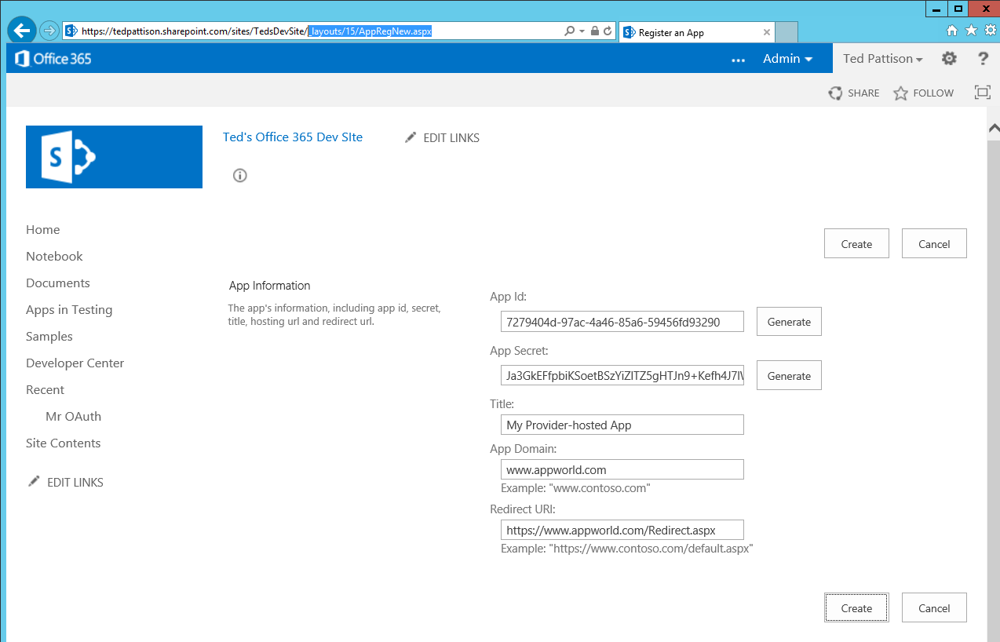 https://tedpattison.sharepoint.com/sites/TedsDevSite/_layouts/15/AppRegNew.aspx
Register an App
Office 365
... Admin
Ted Pattison
?
SHARE
FOLLOW
S
Ted's Office 365 Dev SIte
EDIT LINKS
Home
Notebook
Documents
Apps in Testing
Samples
Developer Center
Recent
Mr OAuth
Site Contents
EDIT LINKS
Create
Cancel
App Information
The app's information, including app id, secret,
title, hosting url and redirect url.
App Id:
7279404d-97ac-4a46-85a6-59456fd93290
Generate
App Secret:
Generate
Title:
My Provider-hosted App
App Domain:
www.appworld.com
Example: "www.contoso.com"
Redirect URI:
https://www.appworld.com/Redirect.aspx
Example: "https://www.contoso.com/default.aspx"
Create
Cancel